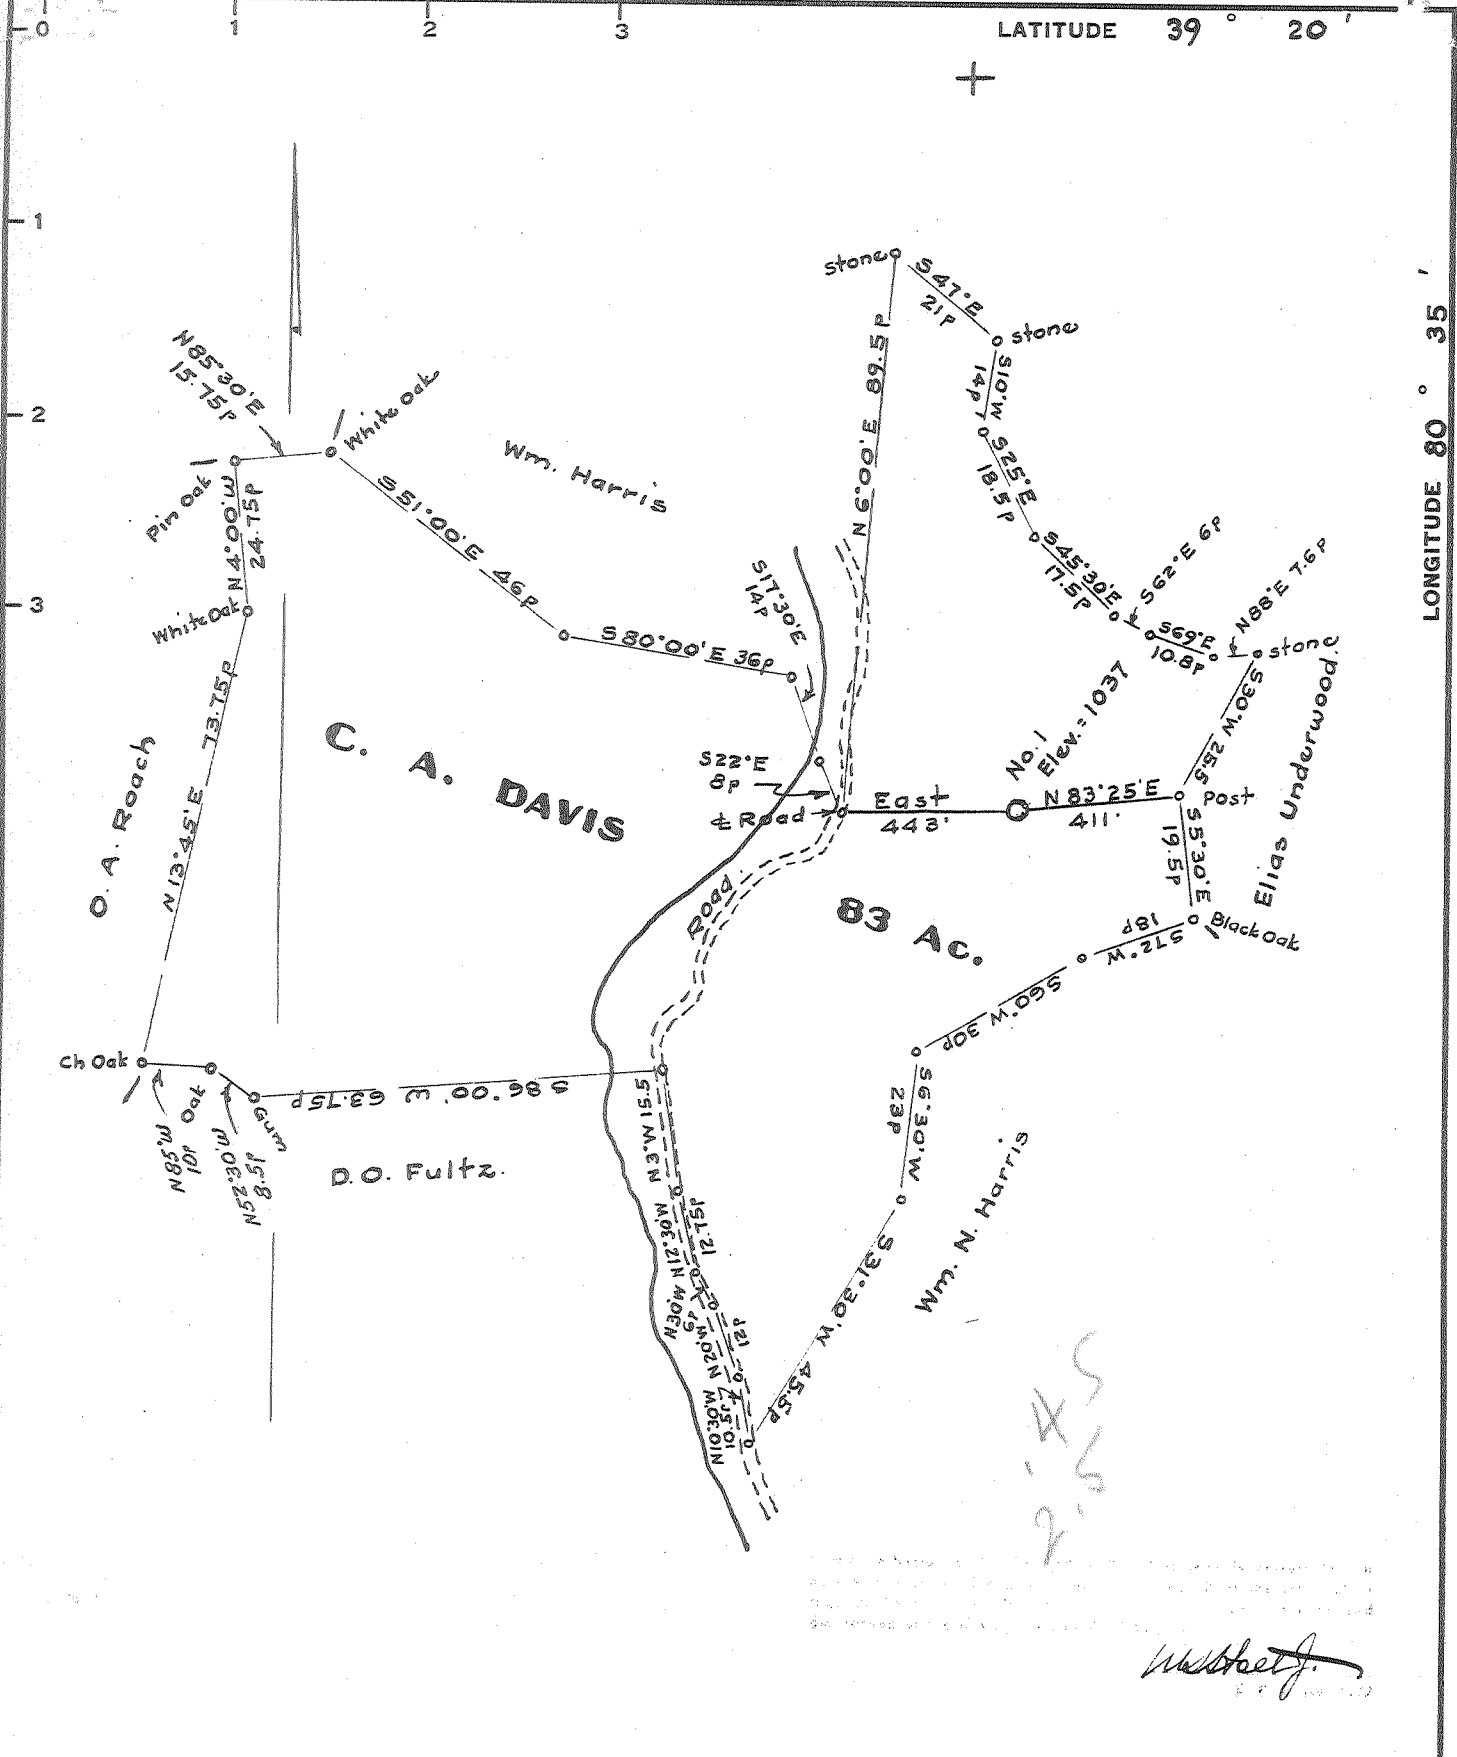 0 1 2 3 LATITUDE 39° 20'
1
2
3
LONGITUDE 80° 35'
stone
S47°E
21P
stone
N85°30'E
15.75P
S10°W
14P
N 6°00'E 89.5P
White Oak
Wm. Harris
S25°E
18.5P
Pin Oak
N4°00'W
24.75P
S51°00'E 46P
S45°30'E
17.5P
S62°E 6P
N88°E 7.6P
S17°30'E
14P
White Oak
S80°00'E 36P
S69°E
10.8P
stone
S30°W 25S
N13°45'E 73.75P
O. A. Roach
C. A. DAVIS
No. 1
Elev. = 1037
Elias Underwood.
S22°E
8P
℄ Road
East
443'
N 83°25'E
411'
Post
S5°30'E
19.5P
Road
83 Ac.
Black Oak
S72°W
18P
S60°W 30P
Ch Oak
N85°W
10P
Oak
N52°30'W
8.5P
Gum
S86°00'W 63.75P
D.O. Fultz.
N3°W 15.5
S6°30'W
23P
Wm. N. Harris
N12°30'W
12.75P
N30°W
6P
N20°W
12P
N10°30'W
10.5P
S31°30'W 45.5P